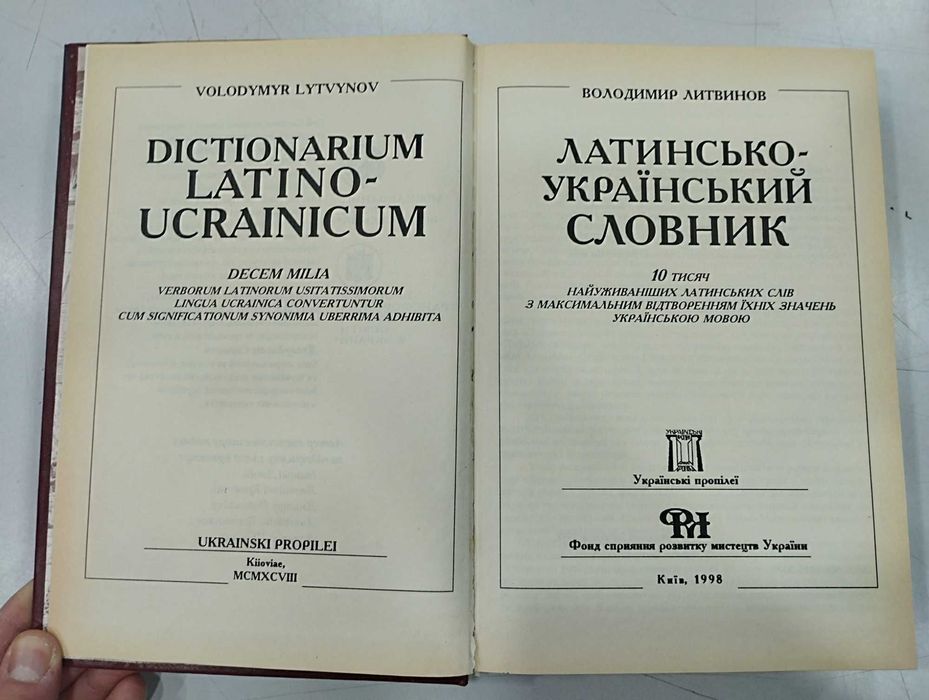 VOLODYMYR LYTVYNOV
DICTIONARIUM
LATINO-
UCRAINICUM
DECEM MILIA
VERBORUM LATINORUM USITATISSIMORUM
LINGUA UCRAINICA CONVERTUNTUR
CUM SIGNIFICATIONUM SYNONIMIA UBERRIMA ADHIBITA
UKRAINSKI PROPILEI
Kiioviae,
MCMXCVIII
ВОЛОДИМИР ЛИТВИНОВ
ЛАТИНСЬКО-
УКРАЇНСЬКИЙ
СЛОВНИК
10 ТИСЯЧ
НАЙУЖИВАНІШИХ ЛАТИНСЬКИХ СЛІВ
З МАКСИМАЛЬНИМ ВІДТВОРЕННЯМ ЇХНІХ ЗНАЧЕНЬ
УКРАЇНСЬКОЮ МОВОЮ
УКРАЇНСЬКІ
Українські пропілеї
Фонд сприяння розвитку мистецтв України
Київ, 1998